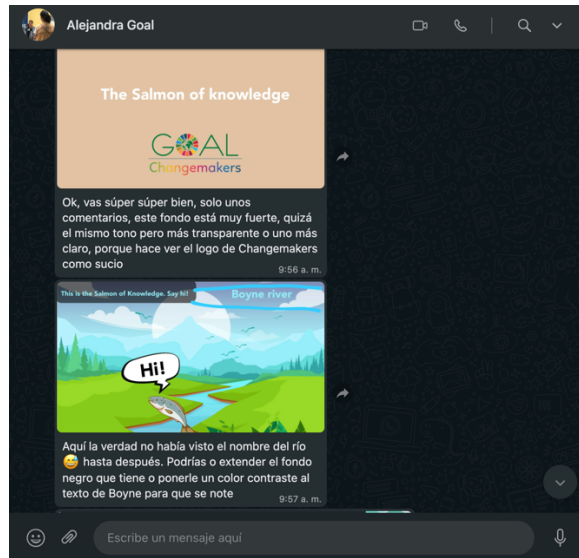 Alejandra Goal
The Salmon of knowledge
GOAL
Changemakers
Ok, vas súper súper bien, solo unos
comentarios, este fondo está muy fuerte, quizá
el mismo tono pero más transparente o uno más
claro, porque hace ver el logo de Changemakers
como sucio
9:56 a. m.
This is the Salmon of Knowledge. Say hi!
Boyne river
Hi!
Aquí la verdad no había visto el nombre del río
😅 hasta después. Podrías o extender el fondo
negro que tiene o ponerle un color contraste al
texto de Boyne para que se note
9:57 a. m.
Escribe un mensaje aquí